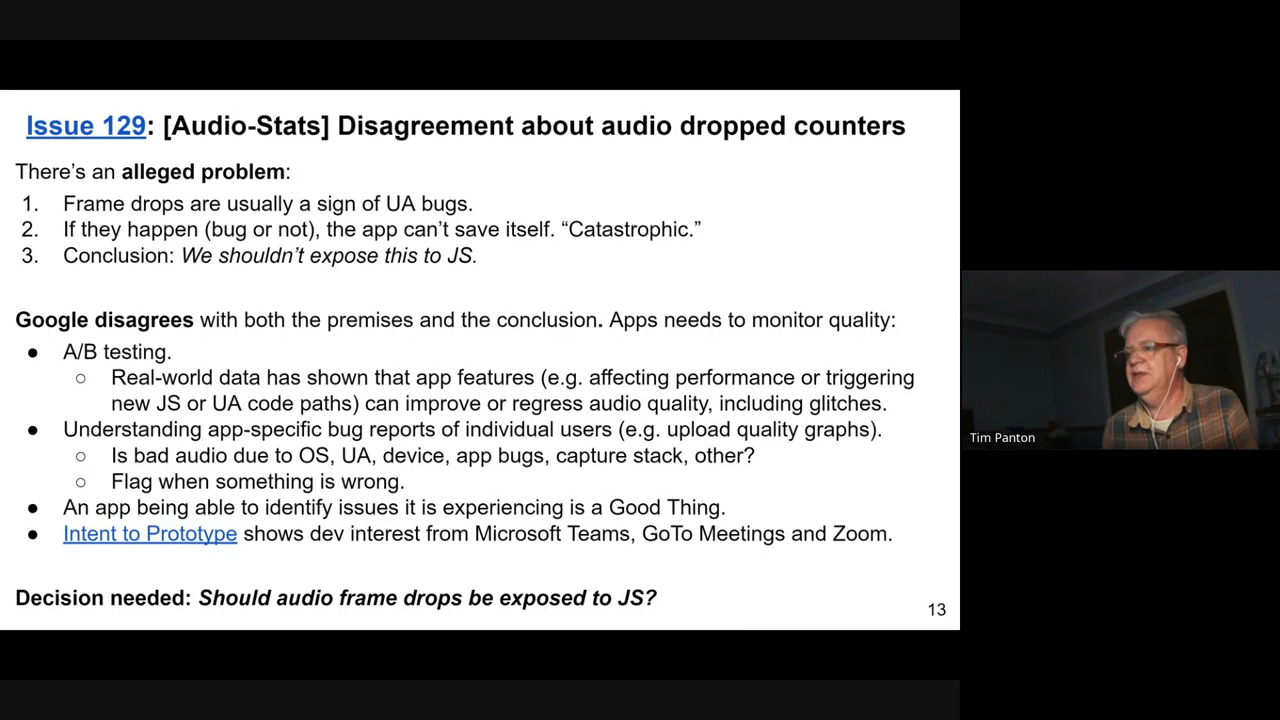 Issue 129: [Audio-Stats] Disagreement about audio dropped counters
There’s an alleged problem:
1. Frame drops are usually a sign of UA bugs.
2. If they happen (bug or not), the app can’t save itself. “Catastrophic.”
3. Conclusion: We shouldn’t expose this to JS.
Google disagrees with both the premises and the conclusion. Apps needs to monitor quality:
● A/B testing.
○ Real-world data has shown that app features (e.g. affecting performance or triggering
new JS or UA code paths) can improve or regress audio quality, including glitches.
● Understanding app-specific bug reports of individual users (e.g. upload quality graphs).
○ Is bad audio due to OS, UA, device, app bugs, capture stack, other?
○ Flag when something is wrong.
● An app being able to identify issues it is experiencing is a Good Thing.
● Intent to Prototype shows dev interest from Microsoft Teams, GoTo Meetings and Zoom.
Decision needed: Should audio frame drops be exposed to JS?
13
Tim Panton